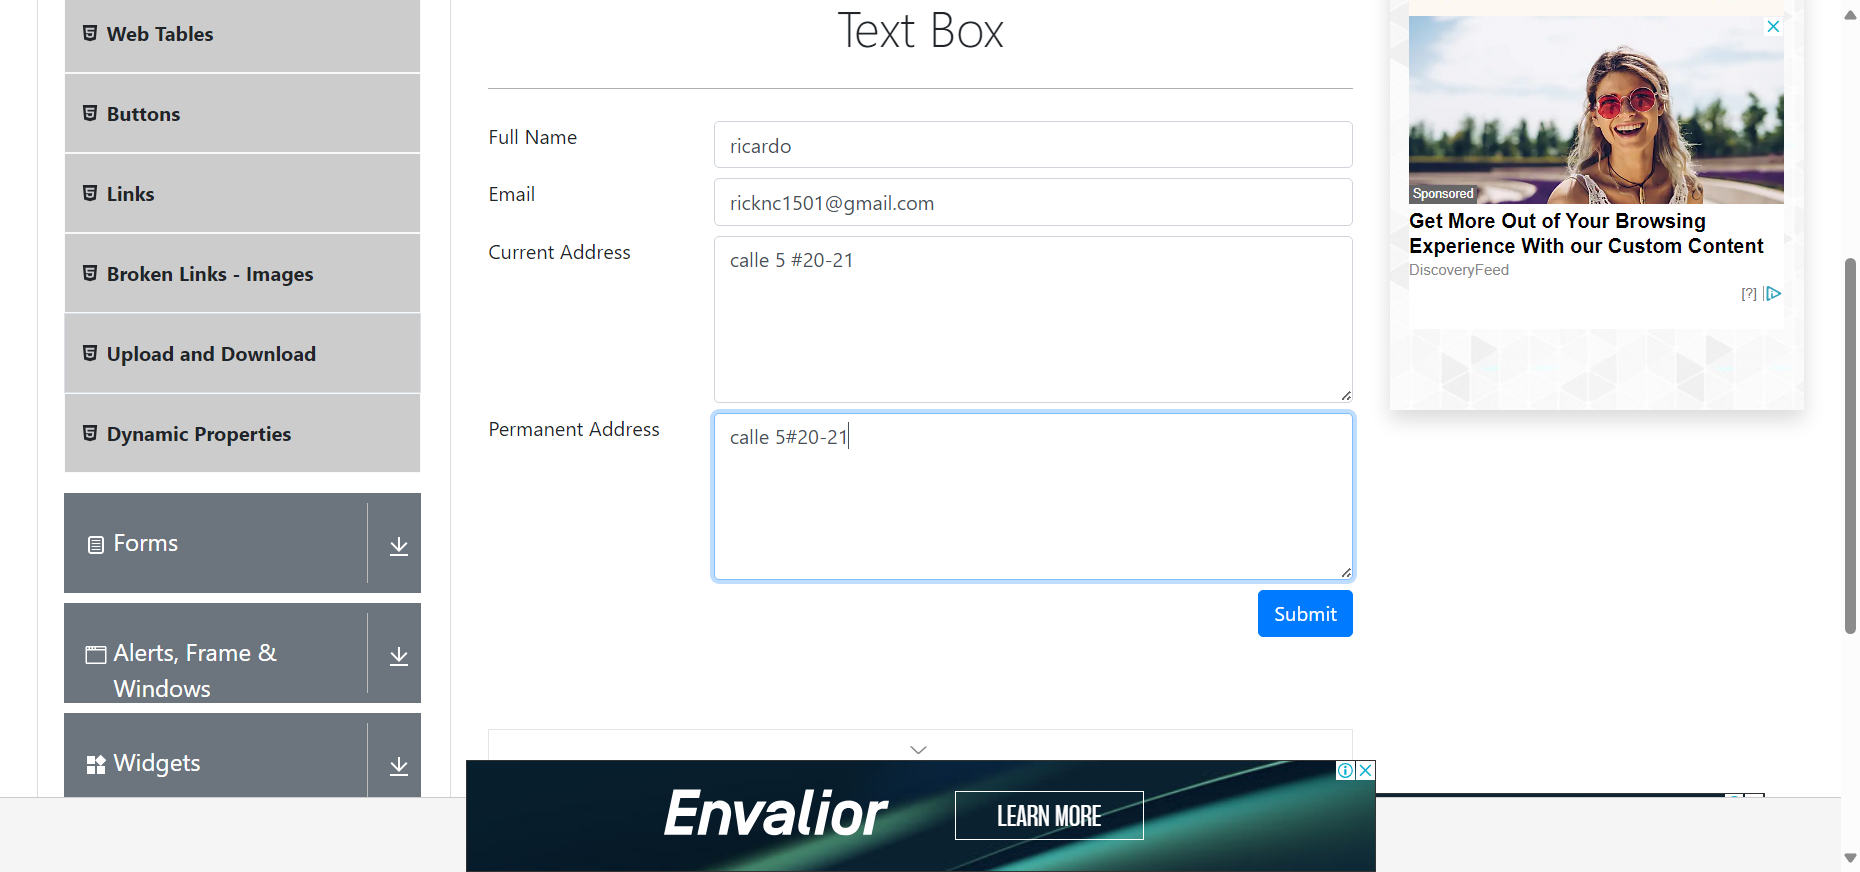 Web Tables
Buttons
Links
Broken Links - Images
Upload and Download
Dynamic Properties
Forms
Alerts, Frame &
Windows
Widgets
Text Box
Full Name
ricardo
Email
ricknc1501@gmail.com
Current Address
calle 5 #20-21
Permanent Address
calle 5#20-21
Submit
Sponsored
Get More Out of Your Browsing
Experience With our Custom Content
DiscoveryFeed
[?]
Envalior
LEARN MORE